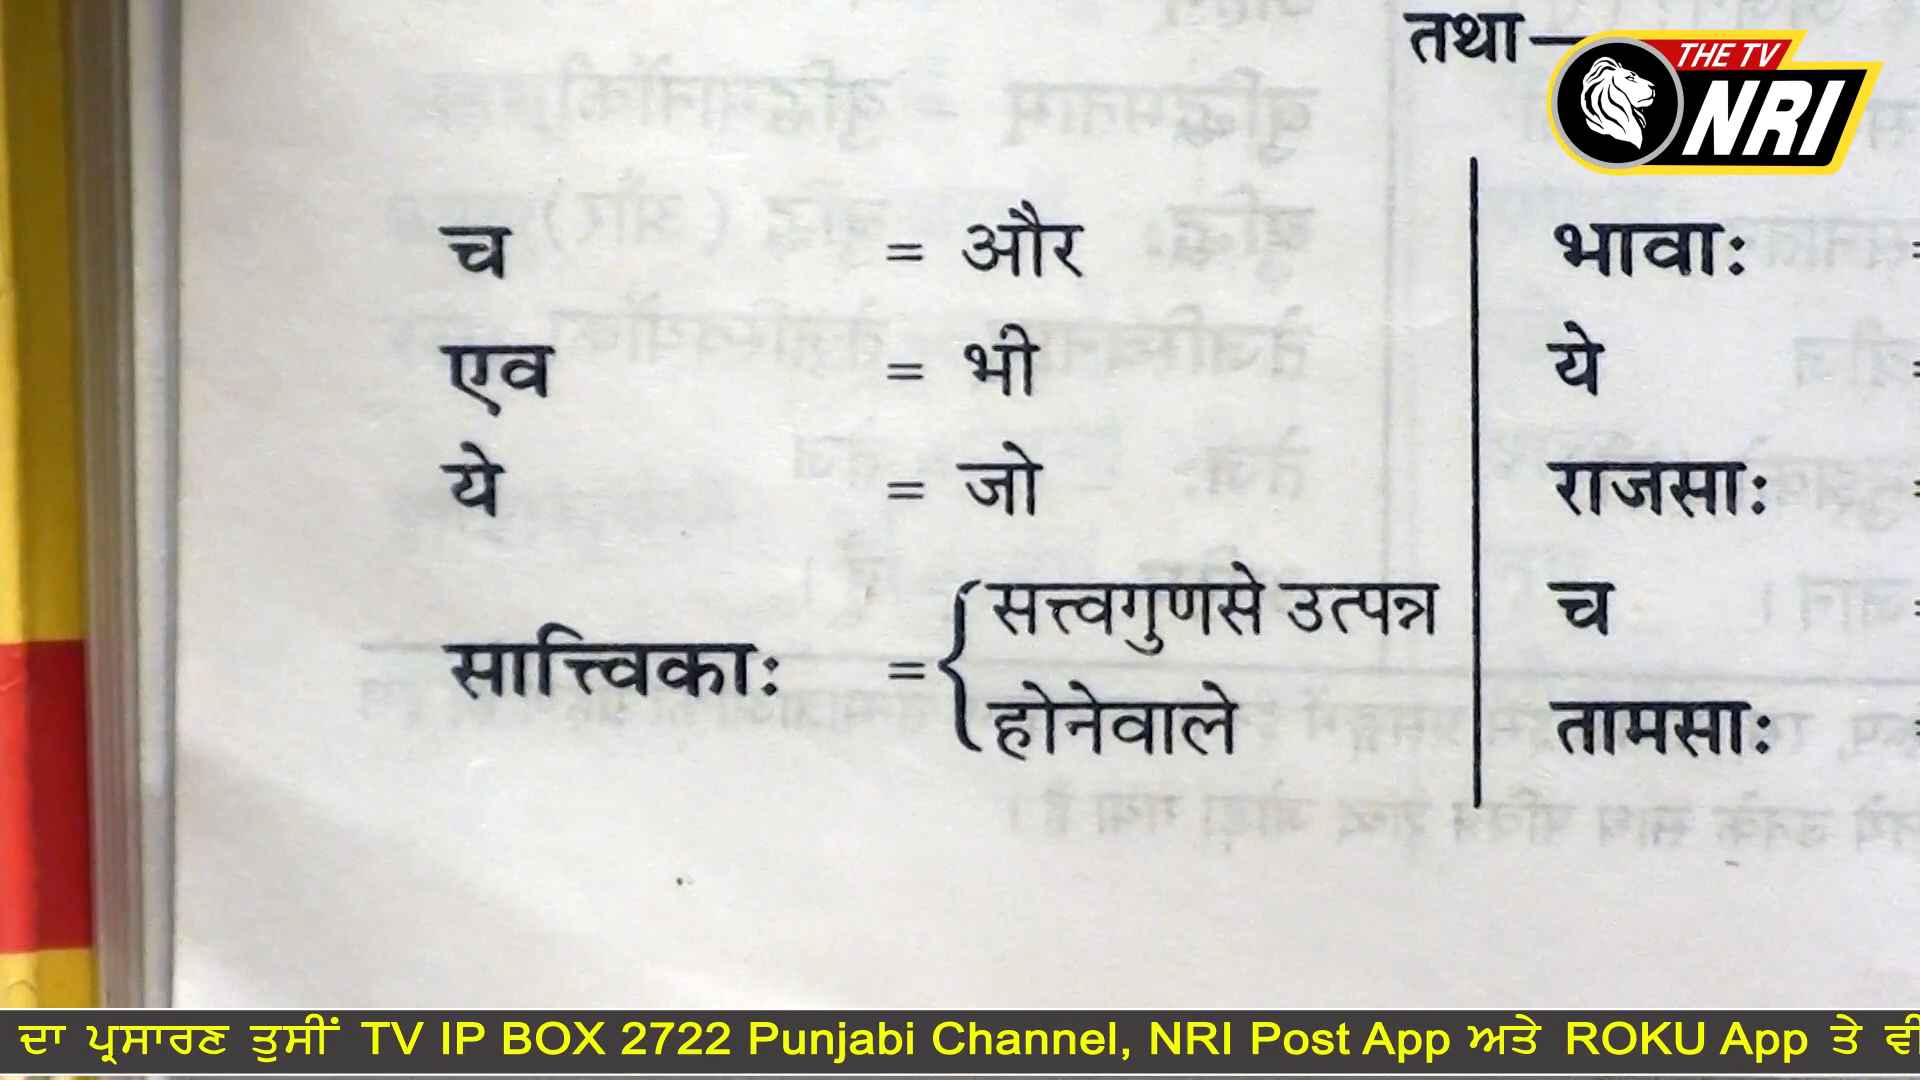 तथा—
THE TV
NRI
च = और
एव = भी
ये = जो
सात्त्विकाः = { सत्त्वगुणसे उत्पन्न
होनेवाले
भावाः =
ये =
राजसाः =
च =
तामसाः =
ਦਾ ਪ੍ਰਸਾਰਣ ਤੁਸੀਂ TV IP BOX 2722 Punjabi Channel, NRI Post App ਅਤੇ ROKU App ਤੇ ਵੀ